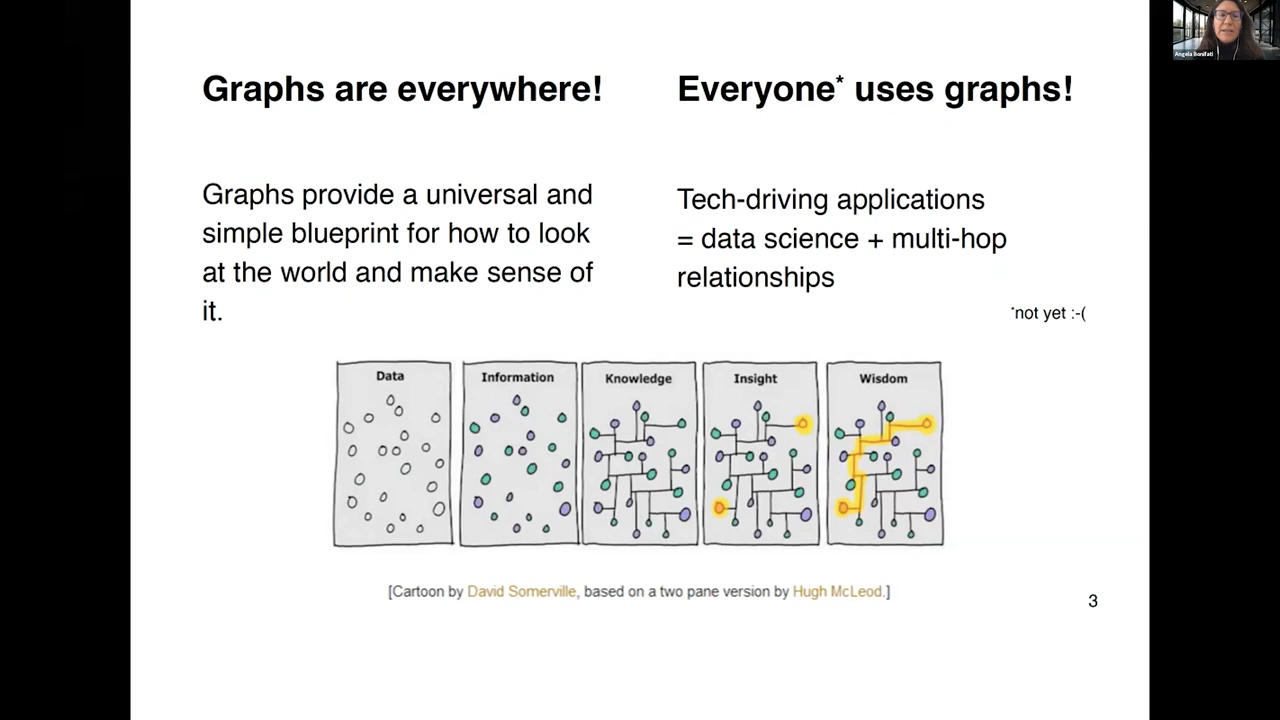 Graphs are everywhere!
Graphs provide a universal and
simple blueprint for how to look
at the world and make sense of
it.
Everyone* uses graphs!
Tech-driving applications
= data science + multi-hop
relationships
*not yet :-(
Data
Information
Knowledge
Insight
Wisdom
[Cartoon by David Somerville, based on a two pane version by Hugh McLeod.]
3
Angela Bonifati